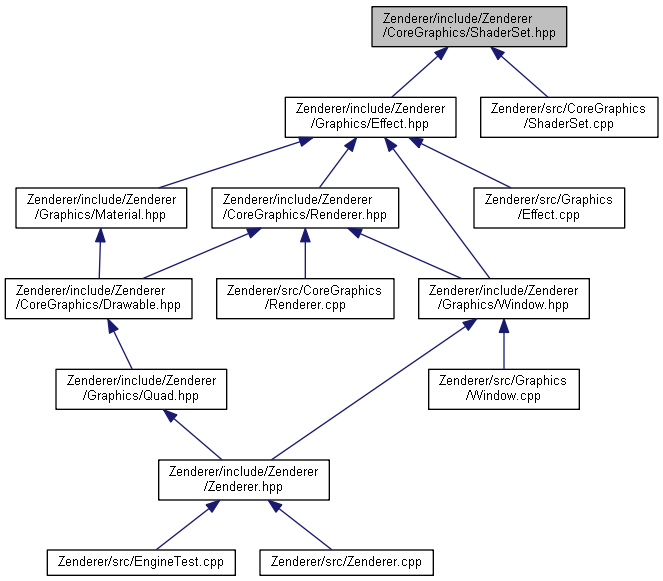 Zenderer/include/Zenderer
/CoreGraphics/ShaderSet.hpp
Zenderer/include/Zenderer
/Graphics/Effect.hpp
Zenderer/src/CoreGraphics
/ShaderSet.cpp
Zenderer/include/Zenderer
/Graphics/Material.hpp
Zenderer/include/Zenderer
/CoreGraphics/Renderer.hpp
Zenderer/src/Graphics
/Effect.cpp
Zenderer/include/Zenderer
/CoreGraphics/Drawable.hpp
Zenderer/src/CoreGraphics
/Renderer.cpp
Zenderer/include/Zenderer
/Graphics/Window.hpp
Zenderer/include/Zenderer
/Graphics/Quad.hpp
Zenderer/src/Graphics
/Window.cpp
Zenderer/include/Zenderer
/Zenderer.hpp
Zenderer/src/EngineTest.cpp
Zenderer/src/Zenderer.cpp